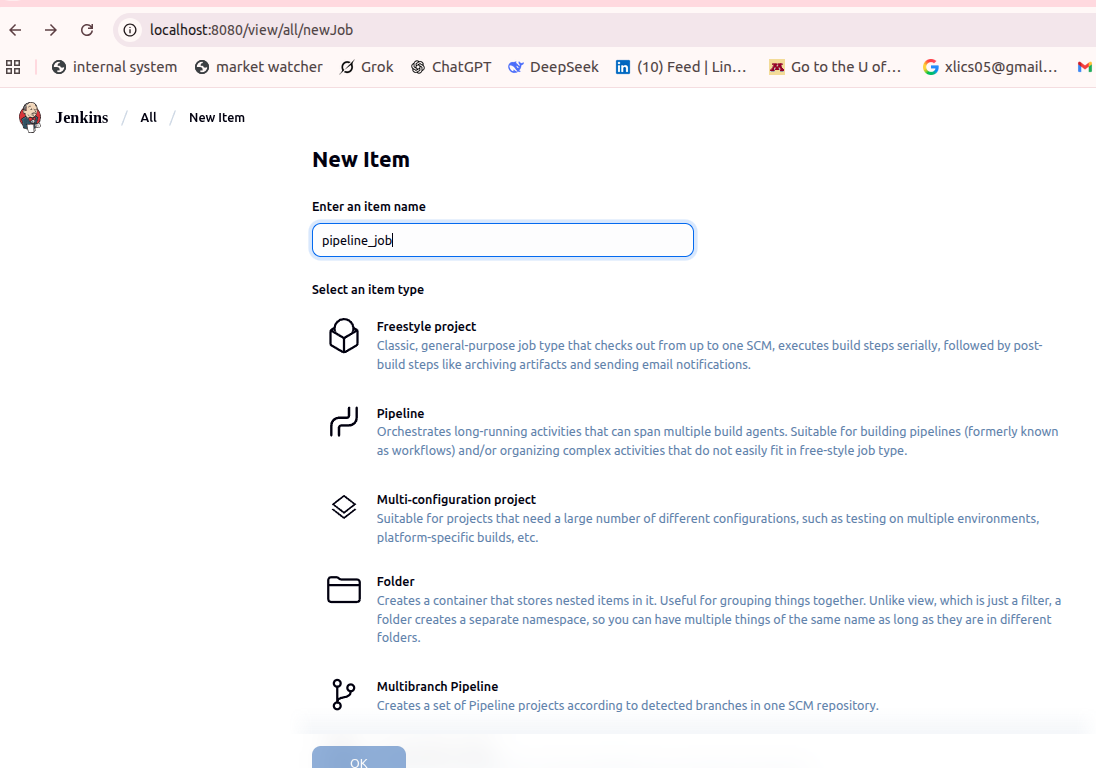 localhost:8080/view/all/newJob
internal system market watcher Grok ChatGPT DeepSeek (10) Feed | Lin... Go to the U of... xlics05@gmail...
Jenkins / All / New Item
New Item
Enter an item name
pipeline_job
Select an item type
Freestyle project
Classic, general-purpose job type that checks out from up to one SCM, executes build steps serially, followed by post-
build steps like archiving artifacts and sending email notifications.
Pipeline
Orchestrates long-running activities that can span multiple build agents. Suitable for building pipelines (formerly known
as workflows) and/or organizing complex activities that do not easily fit in free-style job type.
Multi-configuration project
Suitable for projects that need a large number of different configurations, such as testing on multiple environments,
platform-specific builds, etc.
Folder
Creates a container that stores nested items in it. Useful for grouping things together. Unlike view, which is just a filter, a
folder creates a separate namespace, so you can have multiple things of the same name as long as they are in different
folders.
Multibranch Pipeline
Creates a set of Pipeline projects according to detected branches in one SCM repository.
OK